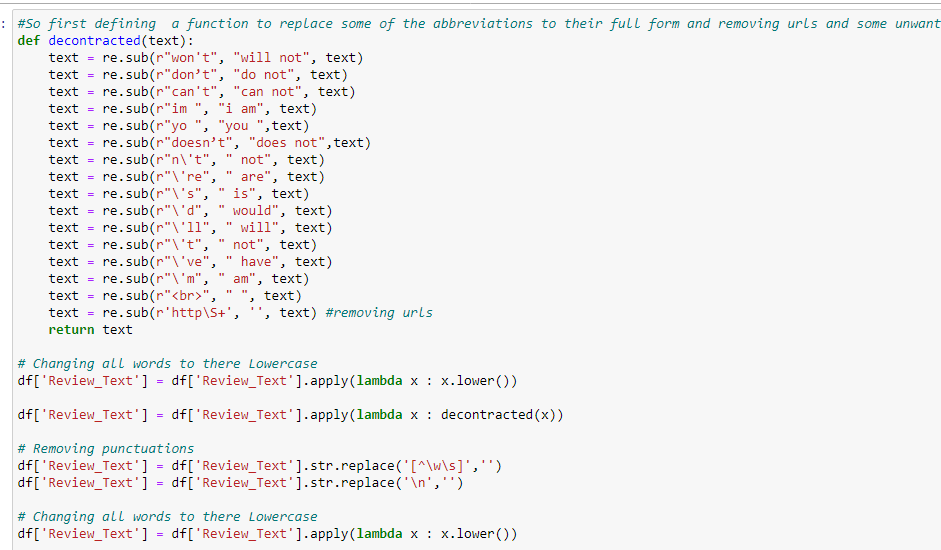 : #So first defining  a function to replace some of the abbreviations to their full form and removing urls and some unwant
def decontracted(text):
    text = re.sub(r"won't", "will not", text)
    text = re.sub(r"don’t", "do not", text)
    text = re.sub(r"can't", "can not", text)
    text = re.sub(r"im ", "i am", text)
    text = re.sub(r"yo ", "you ",text)
    text = re.sub(r"doesn’t", "does not",text)
    text = re.sub(r"n\'t", " not", text)
    text = re.sub(r"\'re", " are", text)
    text = re.sub(r"\'s", " is", text)
    text = re.sub(r"\'d", " would", text)
    text = re.sub(r"\'ll", " will", text)
    text = re.sub(r"\'t", " not", text)
    text = re.sub(r"\'ve", " have", text)
    text = re.sub(r"\'m", " am", text)
    text = re.sub(r"<br>", " ", text)
    text = re.sub(r'http\S+', '', text) #removing urls
    return text

# Changing all words to there Lowercase
df['Review_Text'] = df['Review_Text'].apply(lambda x : x.lower())

df['Review_Text'] = df['Review_Text'].apply(lambda x : decontracted(x))

# Removing punctuations
df['Review_Text'] = df['Review_Text'].str.replace('[^\w\s]','')
df['Review_Text'] = df['Review_Text'].str.replace('\n','')

# Changing all words to there Lowercase
df['Review_Text'] = df['Review_Text'].apply(lambda x : x.lower())